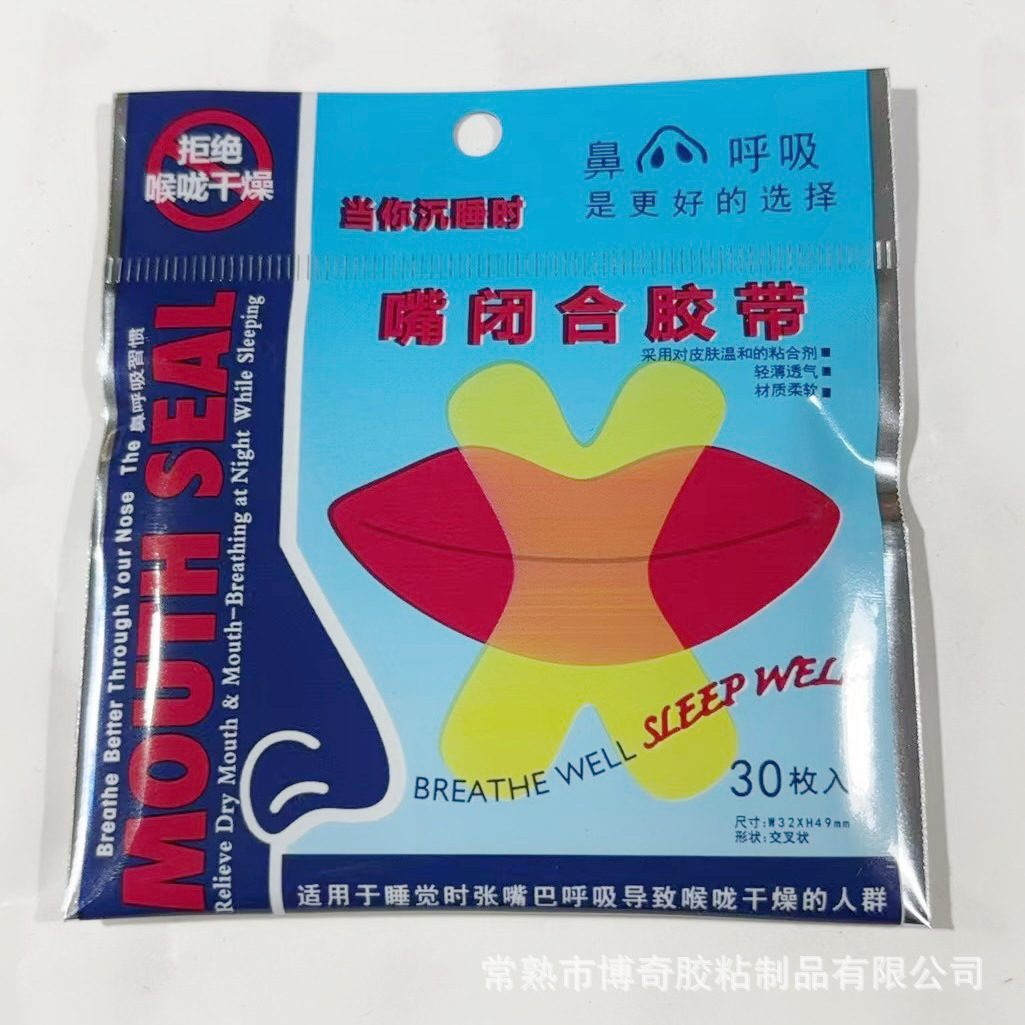 拒绝
喉咙干燥
鼻呼吸
是更好的选择
当你沉睡时
嘴闭合胶带
采用对皮肤温和的粘合剂
轻薄透气
材质柔软
Breathe Better Through Your Nose The 鼻呼吸習慣
MOUTH SEAL
Relieve Dry Mouth & Mouth-Breathing at Night While Sleeping
BREATHE WELL SLEEP WELL
30枚入
尺寸:W32XH49mm
形状:交叉状
适用于睡觉时张嘴巴呼吸导致喉咙干燥的人群
常熟市博奇胶粘制品有限公司